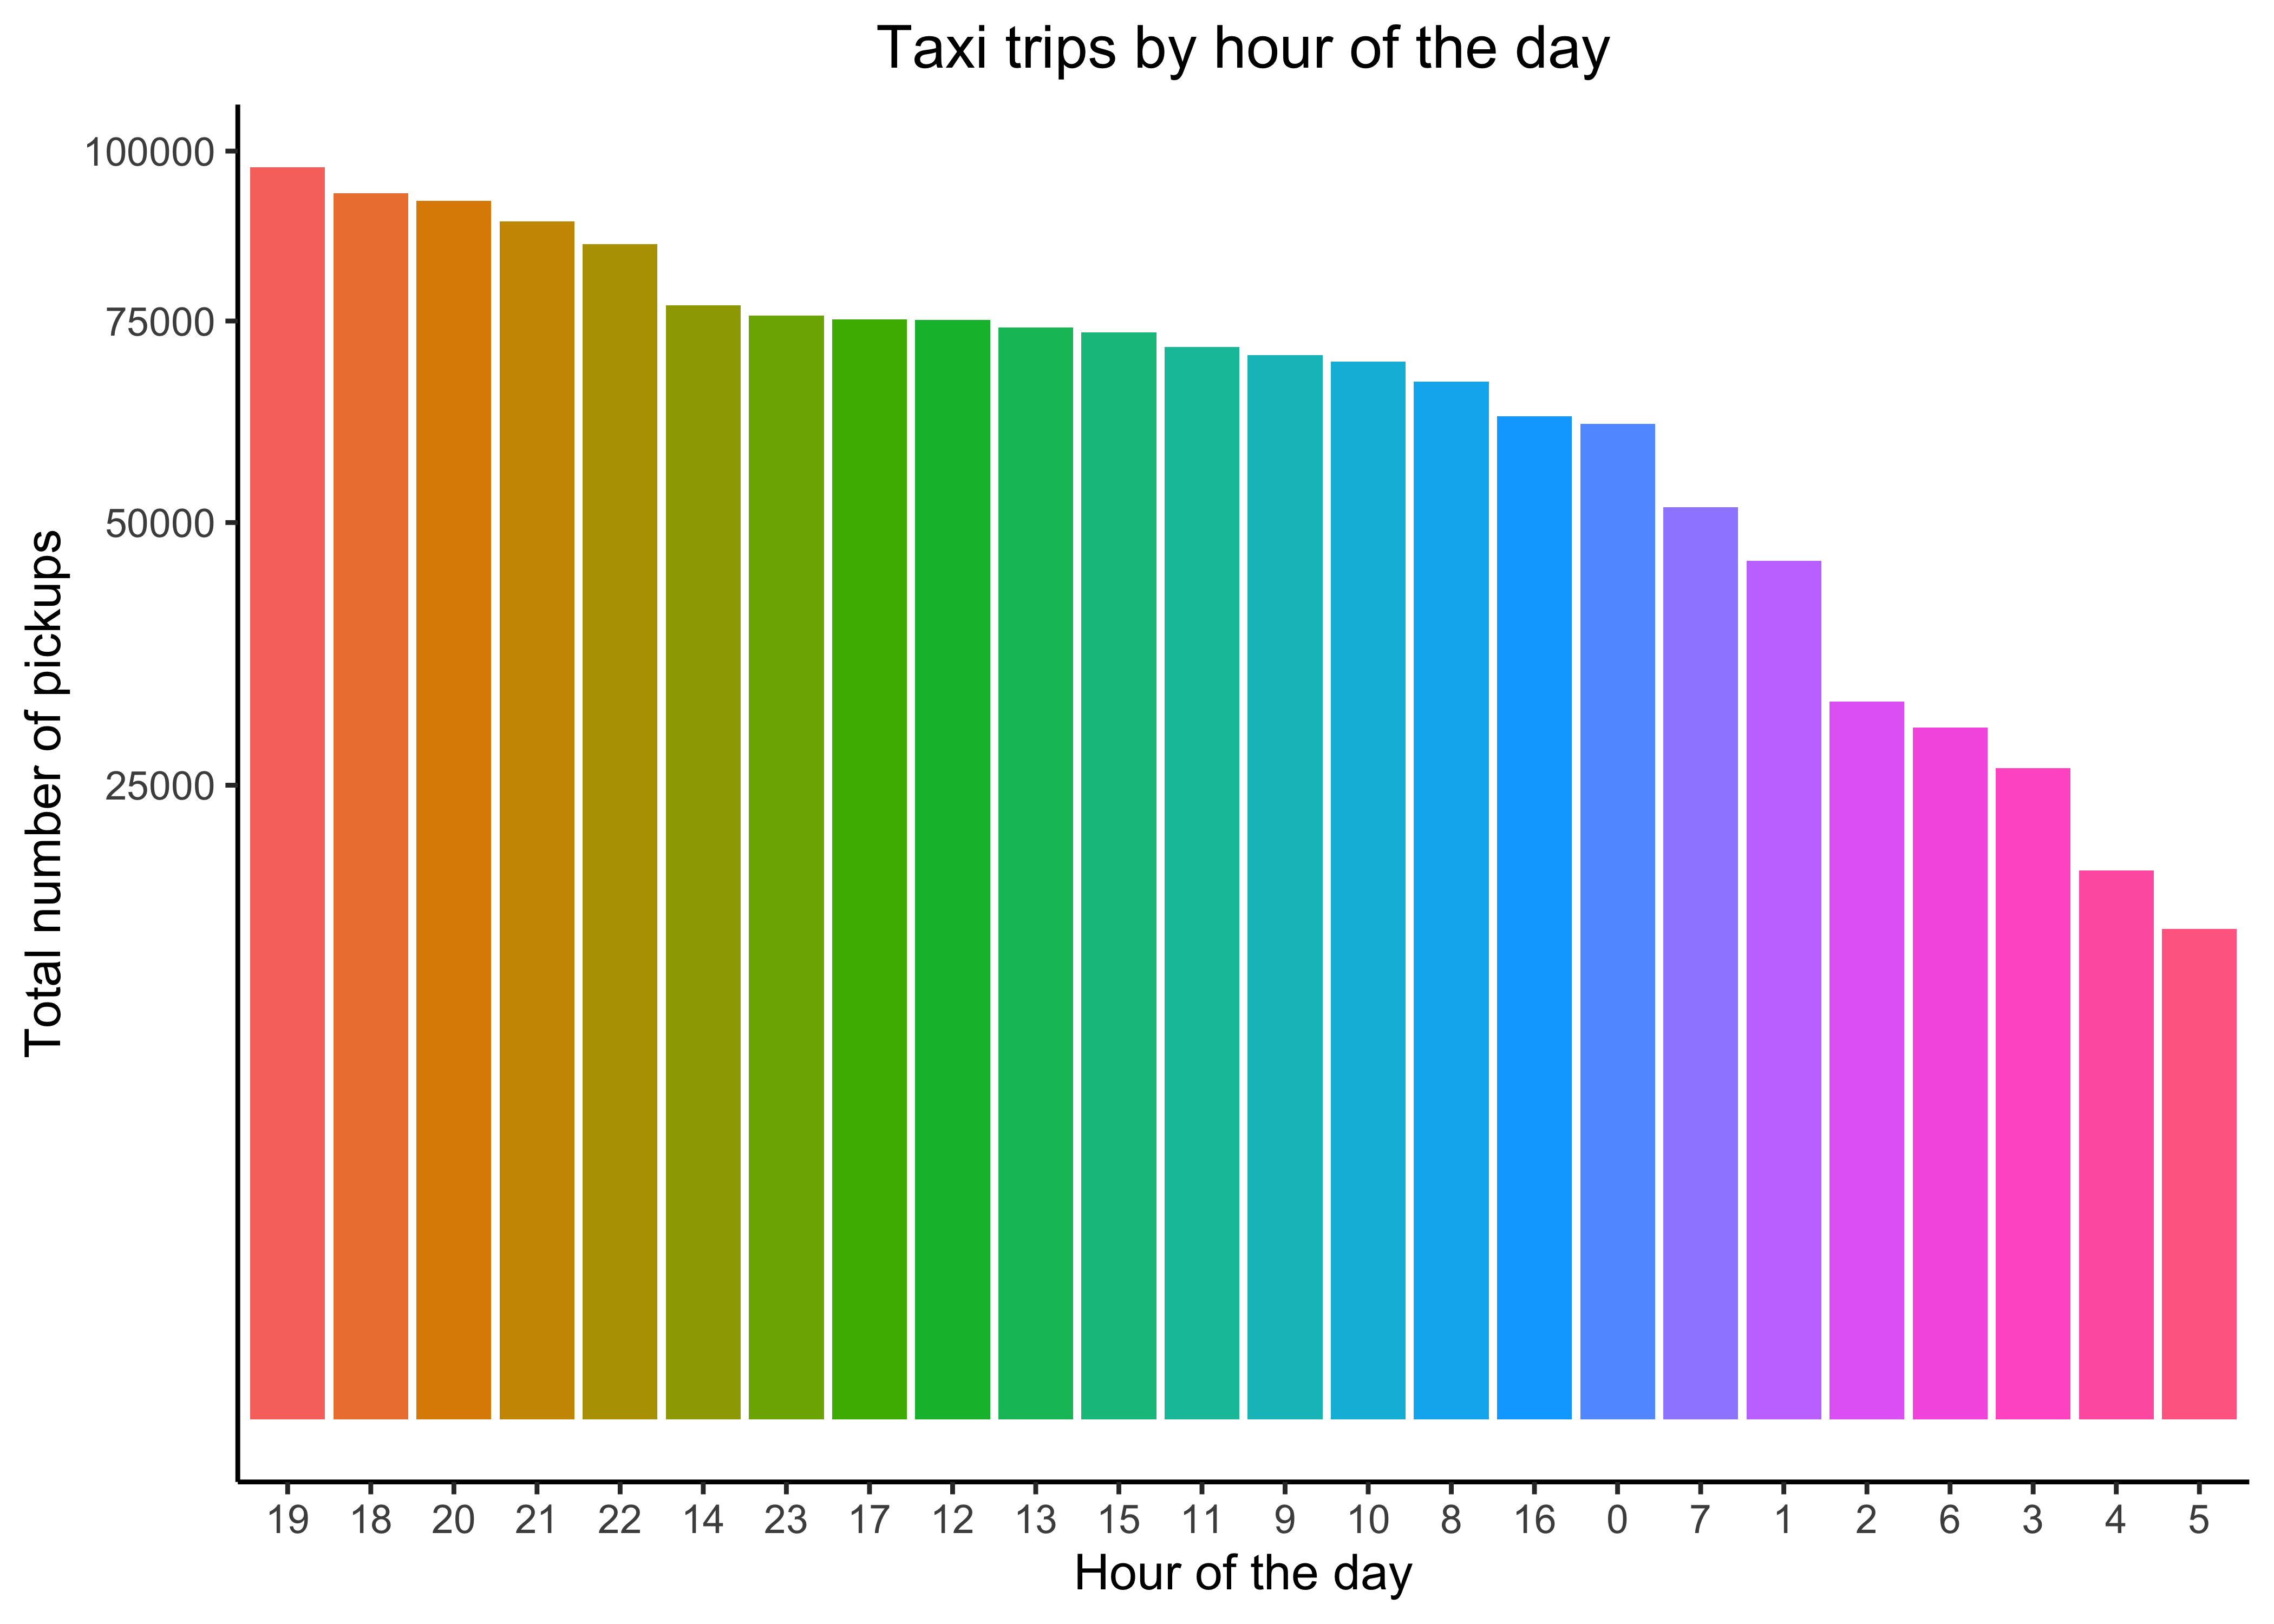 Taxi trips by hour of the day
100000
75000
50000
25000
Total number of pickups
19 18 20 21 22 14 23 17 12 13 15 11 9 10 8 16 0 7 1 2 6 3 4 5
Hour of the day